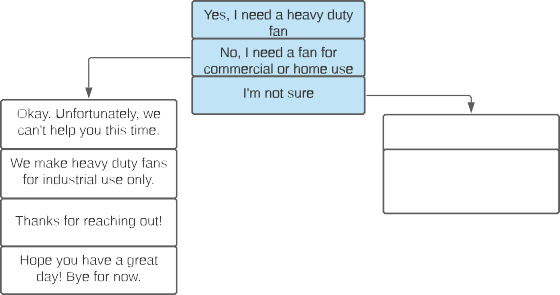 Yes, I need a heavy duty
fan
No, I need a fan for
commercial or home use
I'm not sure
Okay. Unfortunately, we
can't help you this time.
We make heavy duty fans
for industrial use only.
Thanks for reaching out!
Hope you have a great
day! Bye for now.